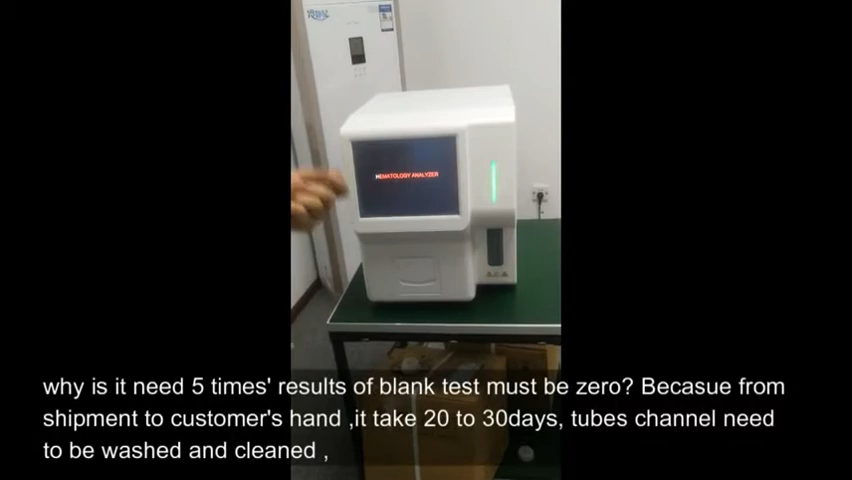 HEMATOLOGY ANALYZER
why is it need 5 times' results of blank test must be zero? Becasue from
shipment to customer's hand ,it take 20 to 30days, tubes channel need
to be washed and cleaned ,